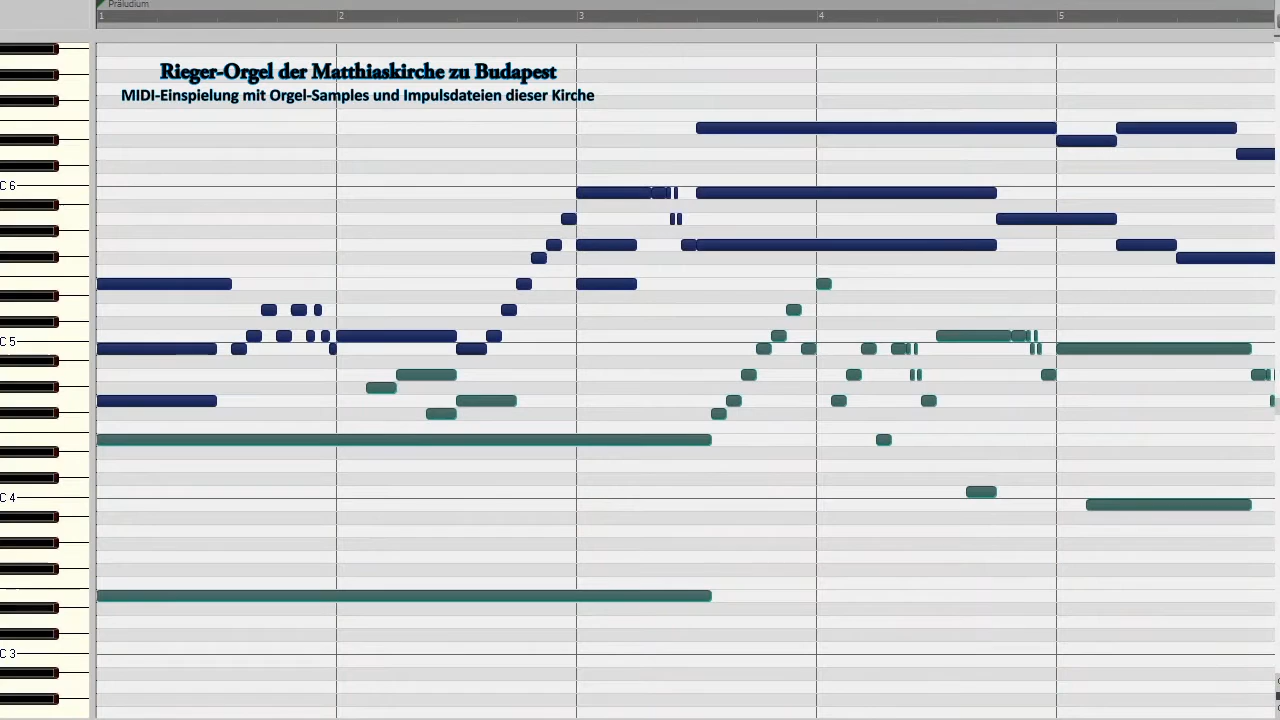 Präludium
1 2 3 4 5
Rieger-Orgel der Matthiaskirche zu Budapest
MIDI-Einspielung mit Orgel-Samples und Impulsdateien dieser Kirche
C 6
C 5
C 4
C 3